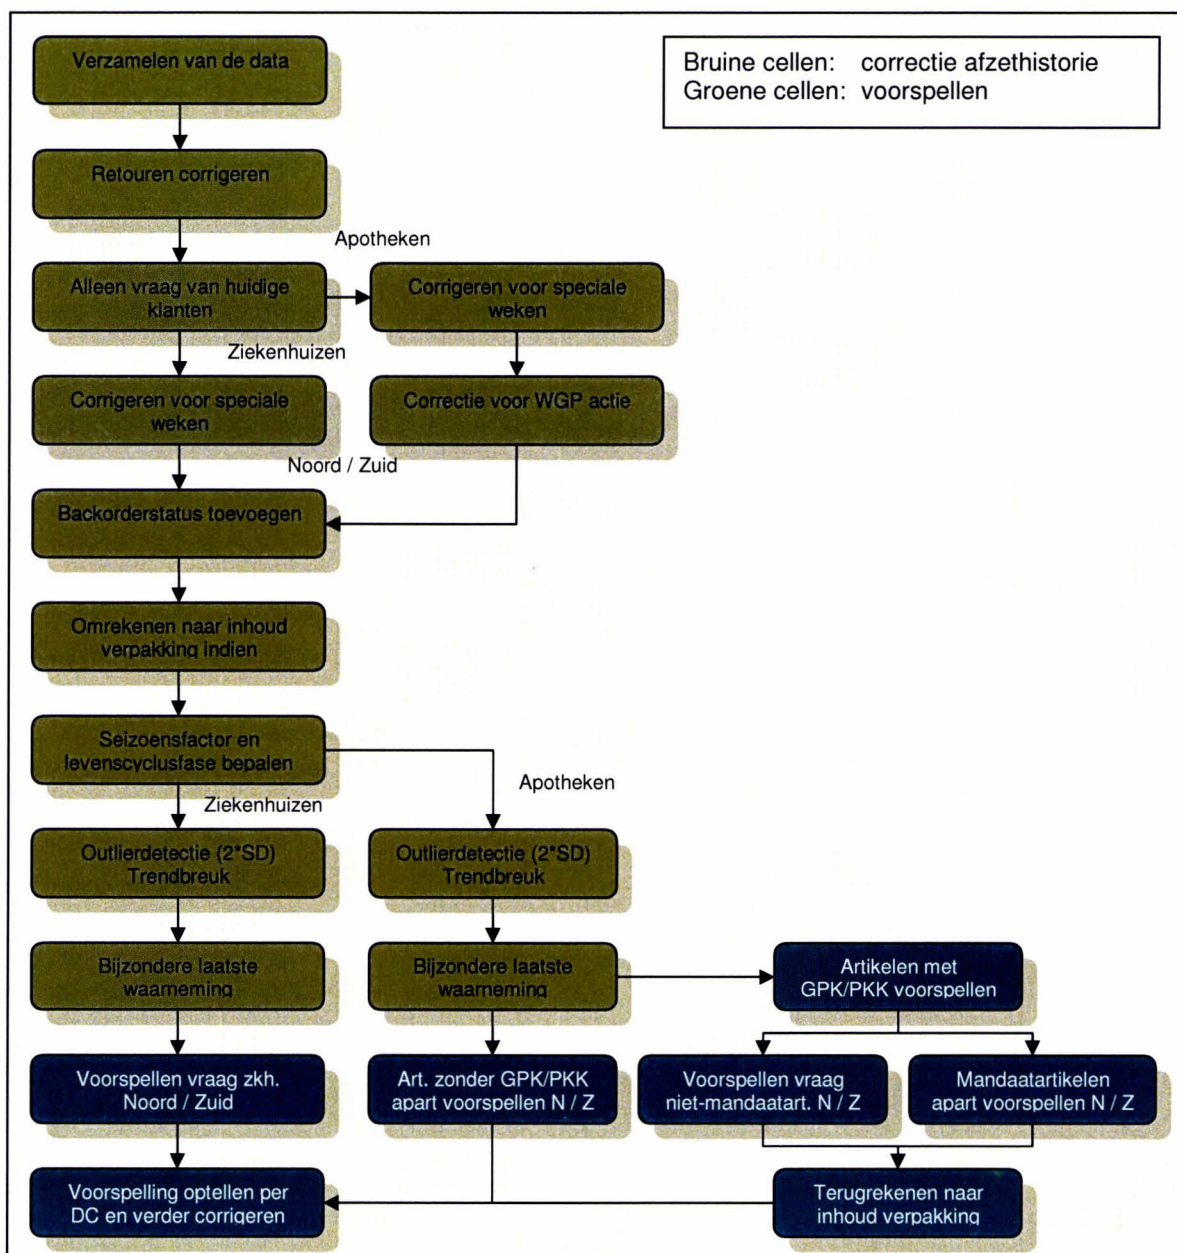 Verzamelen van de data
Bruine cellen: correctie afzethistorie
Groene cellen: voorspellen
Retouren corrigeren
Apotheken
Alleen vraag van huidige
klanten
Corrigeren voor speciale
weken
Ziekenhuizen
Corrigeren voor speciale
weken
Correctie voor WGP actie
Noord / Zuid
Backorderstatus toevoegen
Omrekenen naar inhoud
verpakking indien
Seizoensfactor en
levenscyclusfase bepalen
Apotheken
Ziekenhuizen
Outlierdetectie (2*SD)
Trendbreuk
Outlierdetectie (2*SD)
Trendbreuk
Bijzondere laatste
waarneming
Bijzondere laatste
waarneming
Artikelen met
GPK/PKK voorspellen
Voorspellen vraag zkh.
Noord / Zuid
Art. zonder GPK/PKK
apart voorspellen N / Z
Voorspellen vraag
niet-mandaatart. N / Z
Mandaatartikelen
apart voorspellen N / Z
Voorspelling optellen per
DC en verder corrigeren
Terugrekenen naar
inhoud verpakking